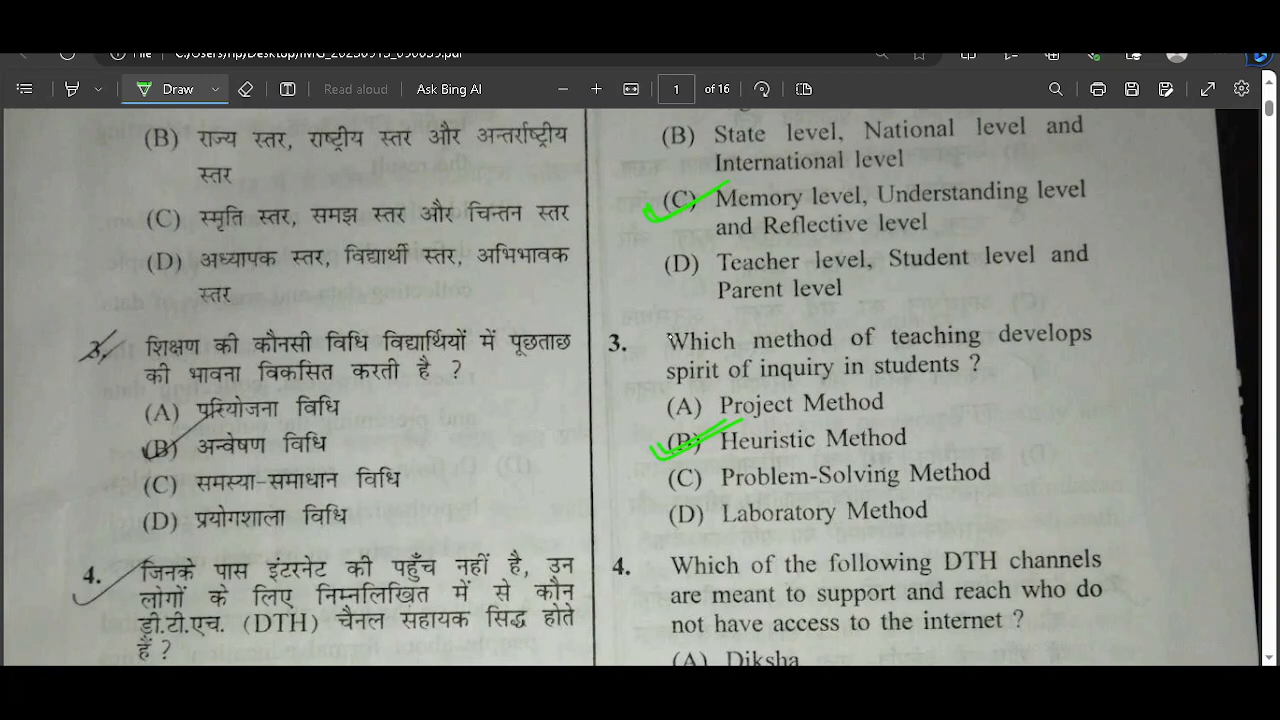 File
C:/Users/hp/Desktop/IMG_20230913_090039.pdf
Draw
Read aloud
Ask Bing AI
1
of 16
(B) राज्य स्तर, राष्ट्रीय स्तर और अन्तर्राष्ट्रीय
स्तर
(C) स्मृति स्तर, समझ स्तर और चिन्तन स्तर
(D) अध्यापक स्तर, विद्यार्थी स्तर, अभिभावक
स्तर
3. शिक्षण की कौनसी विधि विद्यार्थियों में पूछताछ
की भावना विकसित करती है ?
(A) परियोजना विधि
(B) अन्वेषण विधि
(C) समस्या-समाधान विधि
(D) प्रयोगशाला विधि
4. जिनके पास इंटरनेट की पहुँच नहीं है, उन
लोगों के लिए निम्नलिखित में से कौन
डी.टी.एच. (DTH) चैनल सहायक सिद्ध होते
हैं ?
(B) State level, National level and
International level
(C) Memory level, Understanding level
and Reflective level
(D) Teacher level, Student level and
Parent level
3. Which method of teaching develops
spirit of inquiry in students ?
(A) Project Method
(B) Heuristic Method
(C) Problem-Solving Method
(D) Laboratory Method
4. Which of the following DTH channels
are meant to support and reach who do
not have access to the internet ?
(A) Diksha